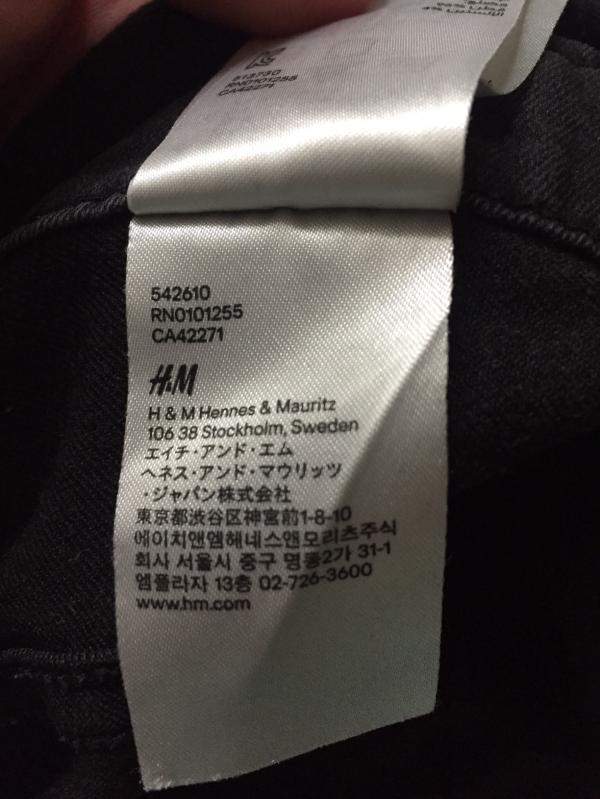 513730
RN0101255
CA42271
542610
RN0101255
CA42271
H&M
H & M Hennes & Mauritz
106 38 Stockholm, Sweden
エイチ・アンド・エム
ヘネス・アンド・マウリッツ
・ジャパン株式会社
東京都渋谷区神宮前1-8-10
에이치앤엠헤네스앤모리츠주식
회사 서울시 중구 명동2가 31-1
엠플라자 13층 02-726-3600
www.hm.com